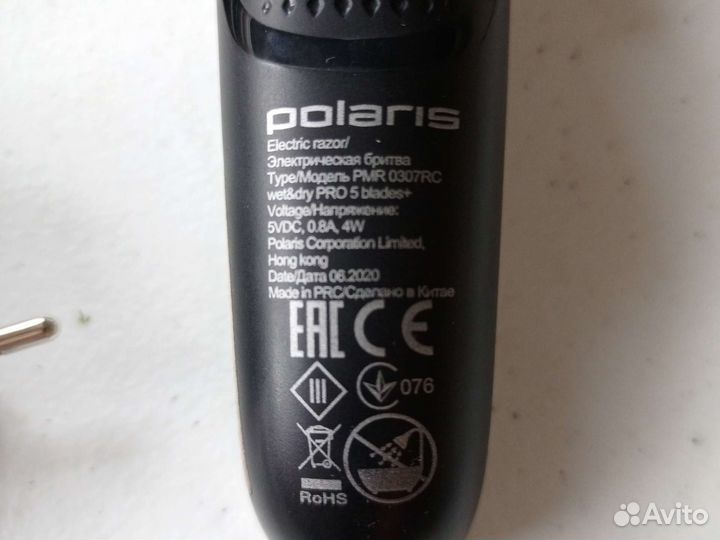 polaris
Electric razor/
Электрическая бритва
Type/Модель PMR 0307RC
wet&dry PRO 5 blades+
Voltage/Напряжение:
5VDC, 0.8A, 4W
Polaris Corporation Limited,
Hong kong
Date/Дата 06.2020
Made in PRC/Сделано в Китае
EAC CE
III 076
RoHS
Avito